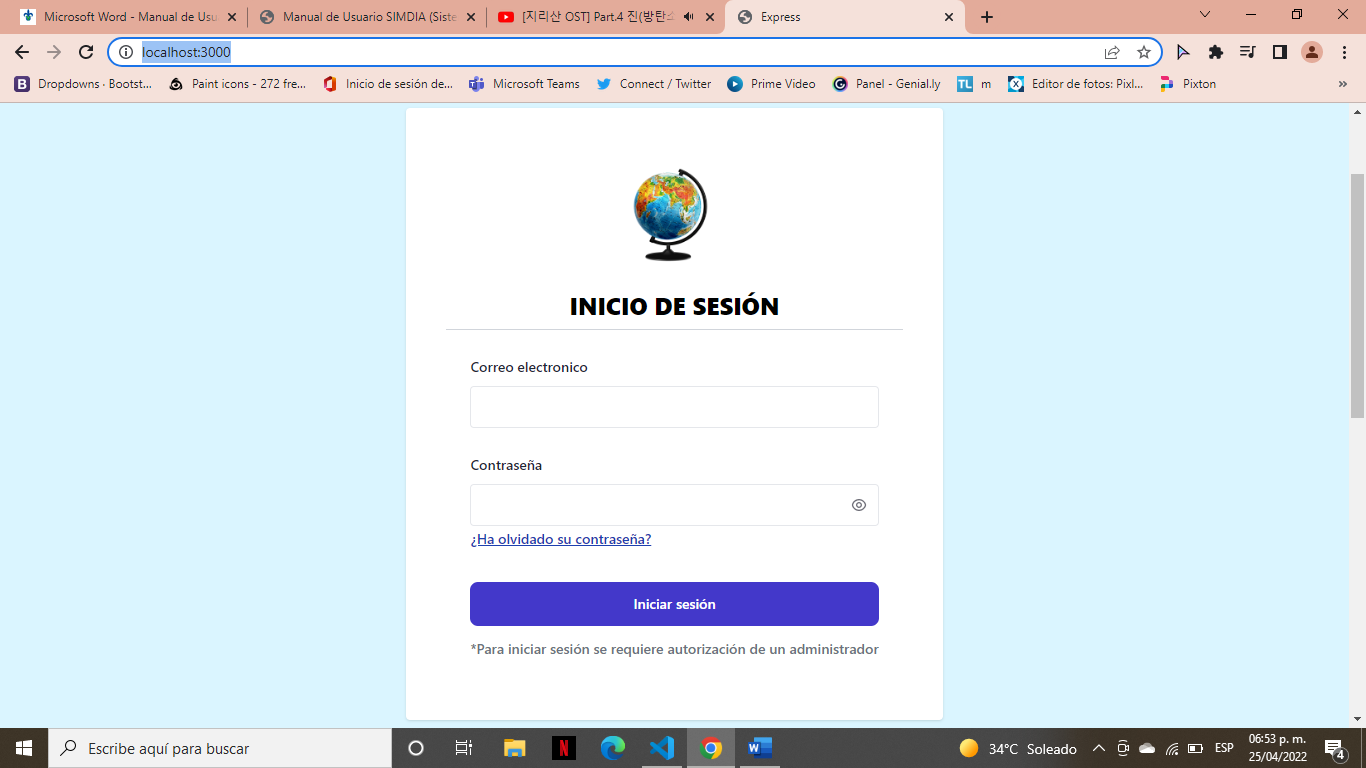 Microsoft Word - Manual de Usu
Manual de Usuario SIMDIA (Siste
[지리산 OST] Part.4 진(방탄소
Express
localhost:3000
Dropdowns · Bootst...
Paint icons - 272 fre...
Inicio de sesión de...
Microsoft Teams
Connect / Twitter
Prime Video
Panel - Genial.ly
TL m
Editor de fotos: Pixl...
Pixton
»
INICIO DE SESIÓN
Correo electronico
Contraseña
¿Ha olvidado su contraseña?
Iniciar sesión
*Para iniciar sesión se requiere autorización de un administrador
Escribe aquí para buscar
34°C Soleado
ESP
06:53 p. m.
25/04/2022
4